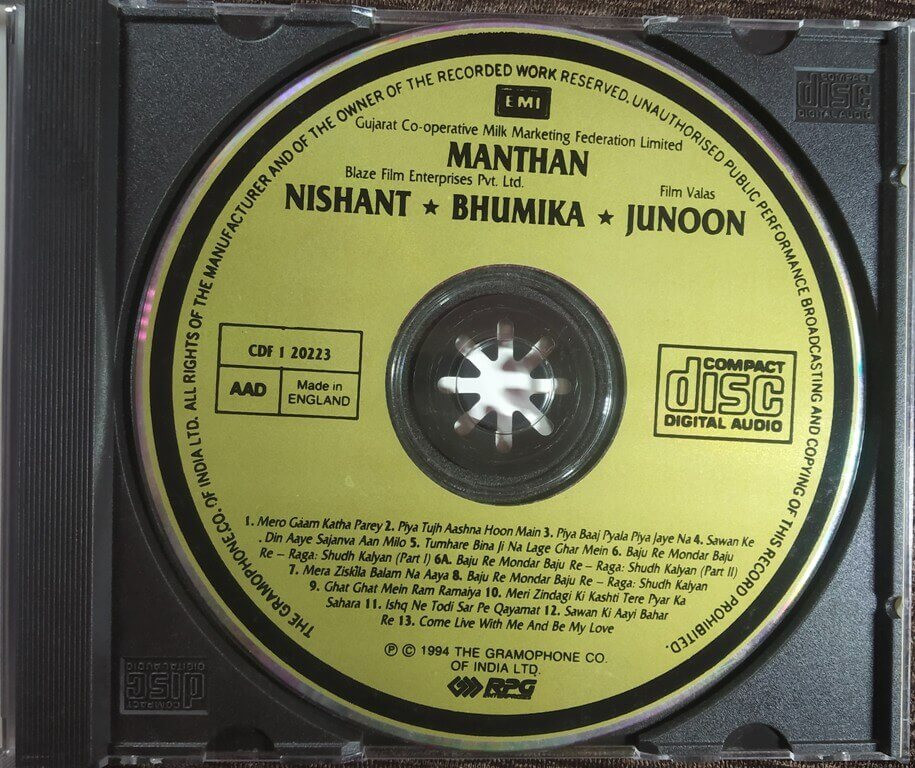 THE GRAMOPHONE.CO. OF INDIA LTD. ALL RIGHTS OF THE MANUFACTURER AND OF THE OWNER OF THE RECORDED WORK RESERVED. UNAUTHORISED PUBLIC PERFORMANCE BROADCASTING AND COPYING OF THIS RECORD PROHIBITED.
EMI
Gujarat Co-operative Milk Marketing Federation Limited
MANTHAN
Blaze Film Enterprises Pvt. Ltd.
Film Valas
NISHANT ★ BHUMIKA ★ JUNOON
CDF 1 20223
AAD
Made in
ENGLAND
COMPACT
disc
DIGITAL AUDIO
1. Mero Gaam Katha Parey 2. Piya Tujh Aashna Hoon Main 3. Piya Baaj Pyala Piya Jaye Na 4. Sawan Ke
Din Aaye Sajanva Aan Milo 5. Tumhare Bina Ji Na Lage Ghar Mein 6. Baju Re Mondar Baju
Re – Raga: Shudh Kalyan (Part I) 6A. Baju Re Mondar Baju Re – Raga: Shudh Kalyan (Part II)
7. Mera Ziskila Balam Na Aaya 8. Baju Re Mondar Baju Re – Raga: Shudh Kalyan
9. Ghat Ghat Mein Ram Ramaiya 10. Meri Zindagi Ki Kashti Tere Pyar Ka
Sahara 11. Ishq Ne Todi Sar Pe Qayamat 12. Sawan Ki Aayi Bahar
Re 13. Come Live With Me And Be My Love
℗ © 1994 THE GRAMOPHONE CO.
OF INDIA LTD.
RPG
ENTERPRISES
COMPACT
disc
DIGITAL AUDIO
COMPACT
disc
DIGITAL AUDIO